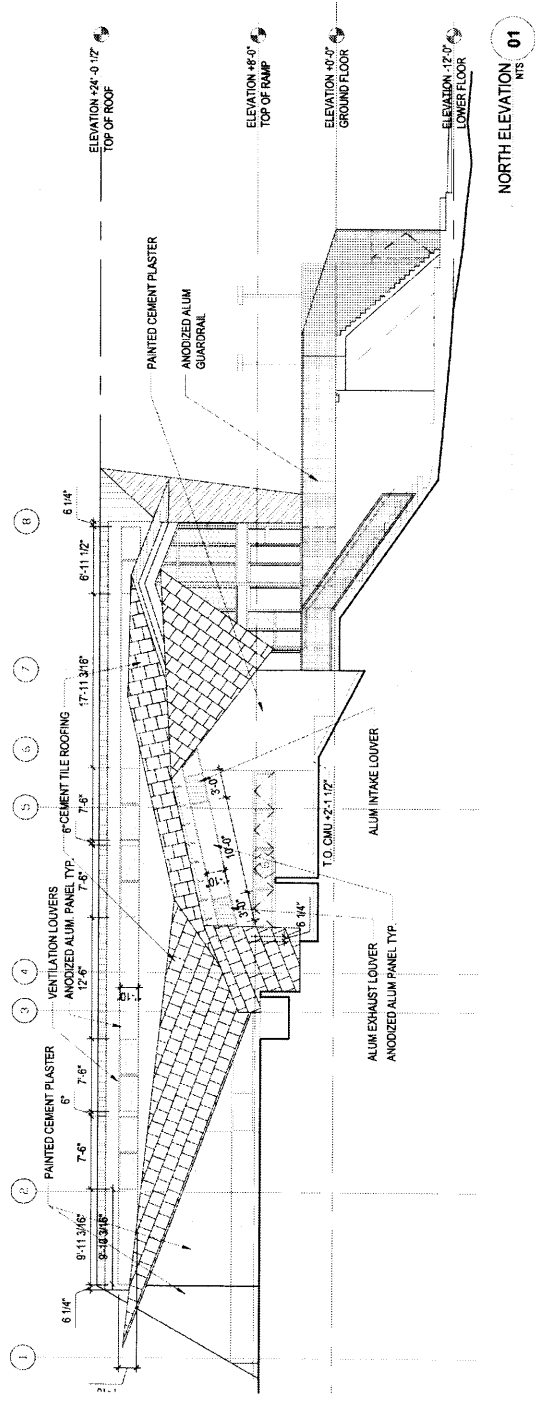 1
2
3
4
5
6
7
8
6 1/4"
9'-11 3/16"
7'-6"
6"
7'-6"
12'-6"
7'-6"
6"
7'-6"
17'-11 3/16"
6'-11 1/2"
6 1/4"
PAINTED CEMENT PLASTER
VENTILATION LOUVERS
ANODIZED ALUM. PANEL TYP.
CEMENT TILE ROOFING
ELEVATION +24'-0 1/2"
TOP OF ROOF
PAINTED CEMENT PLASTER
ANODIZED ALUM
GUARDRAIL
ELEVATION +8'-0"
TOP OF RAMP
ELEVATION +0'-0"
GROUND FLOOR
ELEVATION -12'-0"
LOWER FLOOR
3'-0"
10'-0"
3'-0"
6 1/4"
T.O. CMU +2'-1 1/2"
ALUM INTAKE LOUVER
ALUM EXHAUST LOUVER
ANODIZED ALUM PANEL TYP.
NORTH ELEVATION
NTS
01